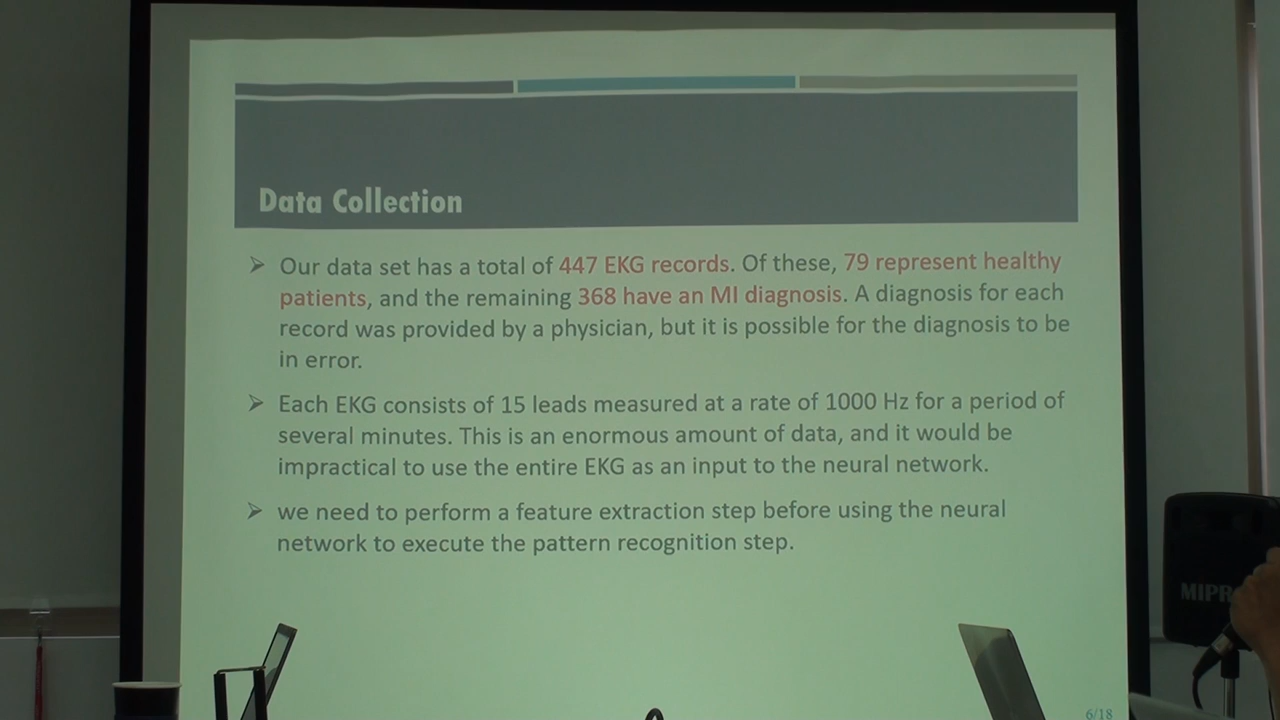 Data Collection
➢ Our data set has a total of 447 EKG records. Of these, 79 represent healthy
patients, and the remaining 368 have an MI diagnosis. A diagnosis for each
record was provided by a physician, but it is possible for the diagnosis to be
in error.
➢ Each EKG consists of 15 leads measured at a rate of 1000 Hz for a period of
several minutes. This is an enormous amount of data, and it would be
impractical to use the entire EKG as an input to the neural network.
➢ we need to perform a feature extraction step before using the neural
network to execute the pattern recognition step.
MIPR
6/18